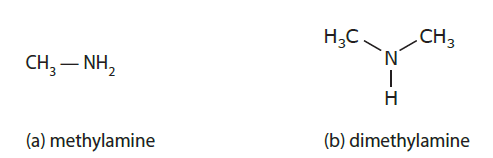 CH₃ — NH₂
H₃C CH₃
N
H
(a) methylamine
(b) dimethylamine